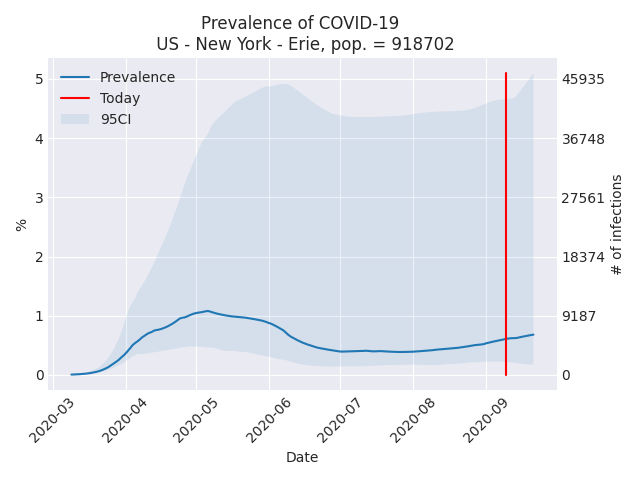 Prevalence of COVID-19
US - New York - Erie, pop. = 918702
Prevalence
Today
95CI
5
4
3
2
1
0
%
45935
36748
27561
18374
9187
0
# of infections
2020-03
2020-04
2020-05
2020-06
2020-07
2020-08
2020-09
Date